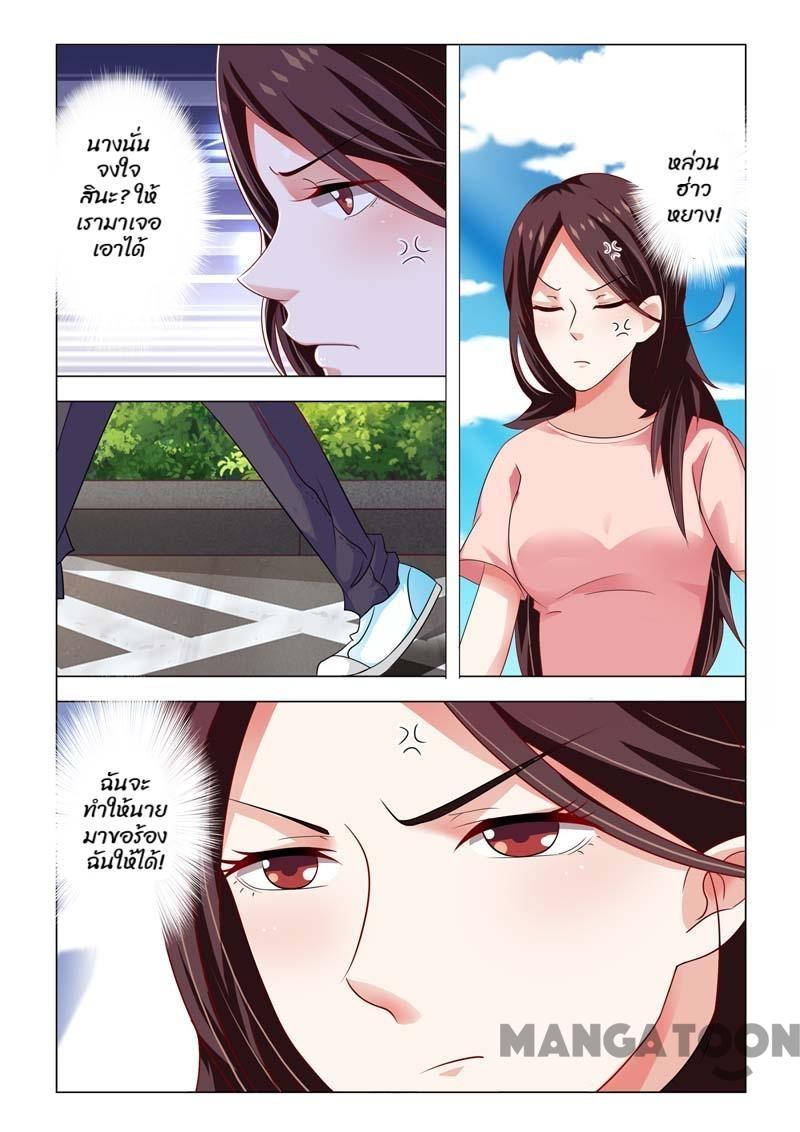 นางนั่น
จงใจ
สินะ? ให้
เรามาเจอ
เอาได้
หล่วน
ฮ่าว
หยาง!
ฉันจะ
ทำให้นาย
มาขอร้อง
ฉันให้ได้!
MANGATOON